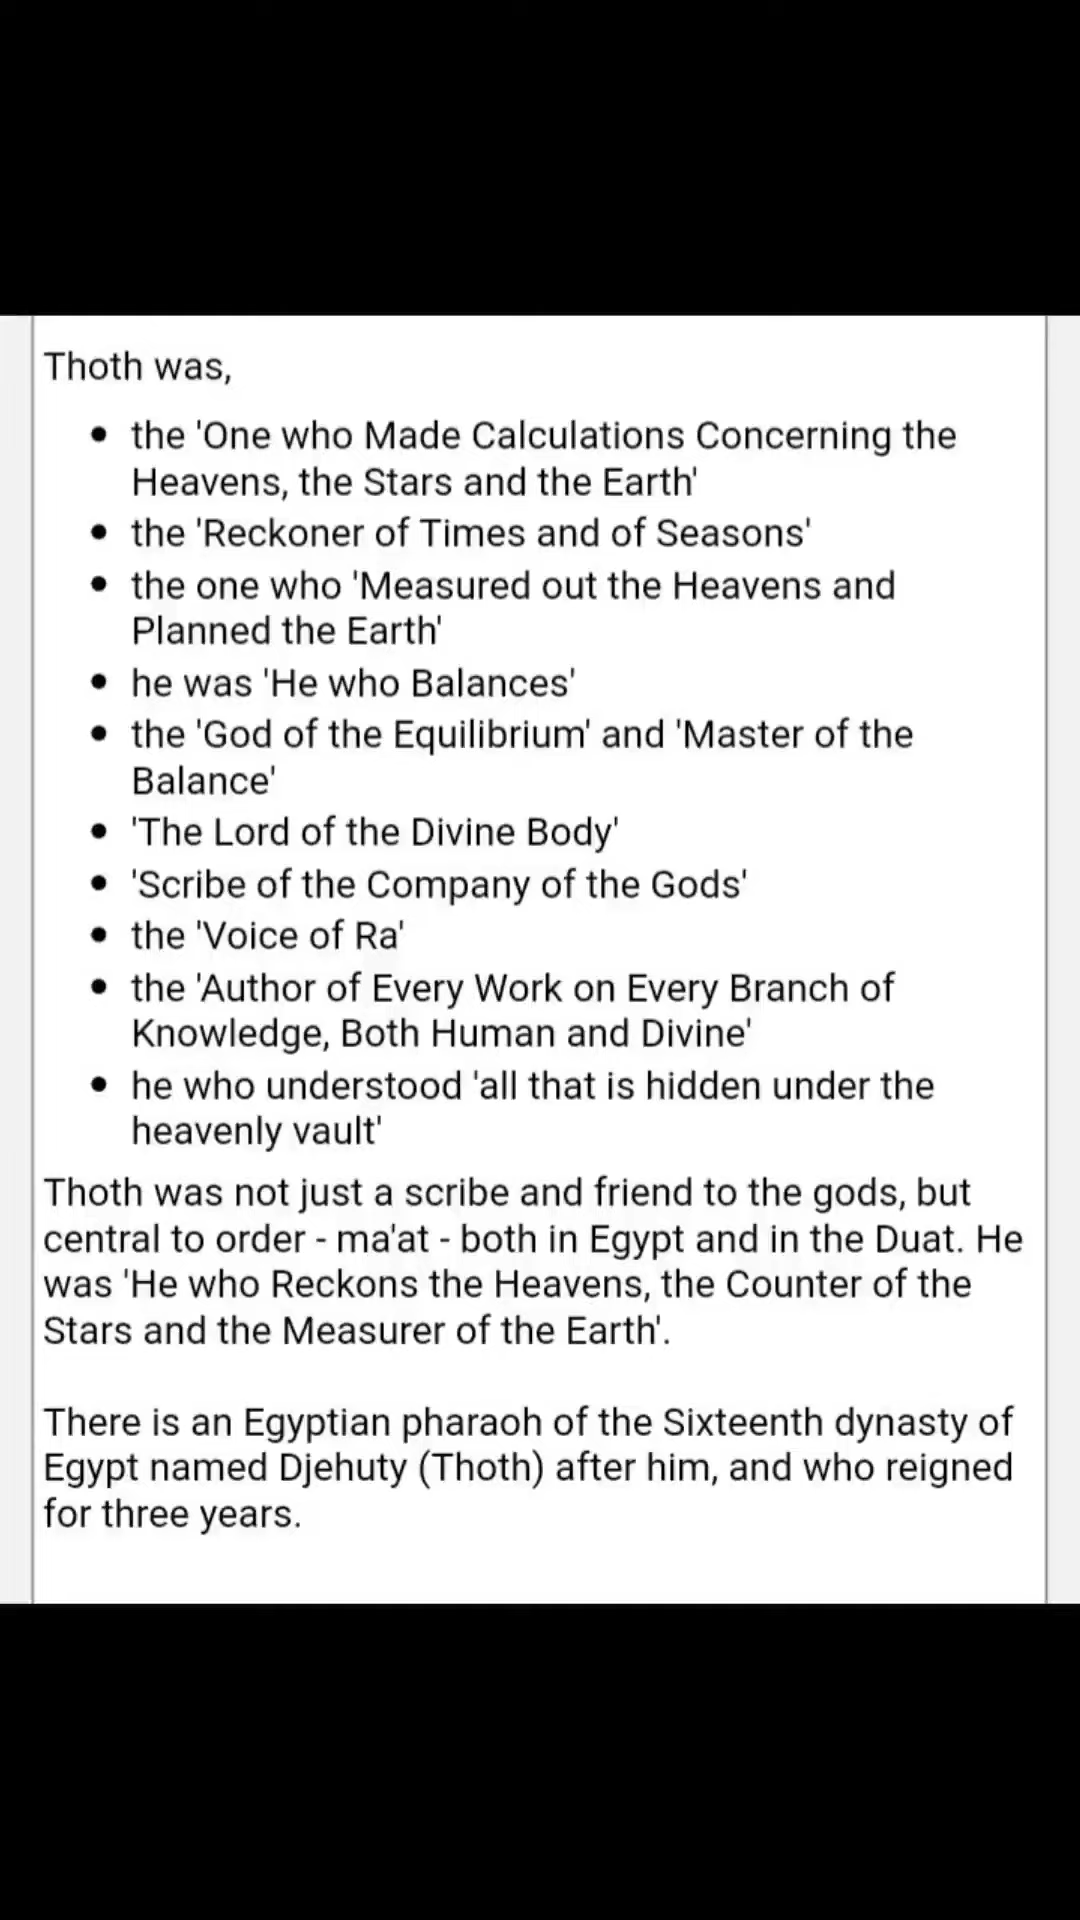 Thoth was,
the 'One who Made Calculations Concerning the
Heavens, the Stars and the Earth'
the 'Reckoner of Times and of Seasons'
the one who 'Measured out the Heavens and
Planned the Earth'
he was 'He who Balances'
the 'God of the Equilibrium' and 'Master of the
Balance'
'The Lord of the Divine Body'
'Scribe of the Company of the Gods'
the 'Voice of Ra'
the 'Author of Every Work on Every Branch of
Knowledge, Both Human and Divine'
he who understood 'all that is hidden under the
heavenly vault'
Thoth was not just a scribe and friend to the gods, but
central to order - ma'at - both in Egypt and in the Duat. He
was 'He who Reckons the Heavens, the Counter of the
Stars and the Measurer of the Earth'.
There is an Egyptian pharaoh of the Sixteenth dynasty of
Egypt named Djehuty (Thoth) after him, and who reigned
for three years.